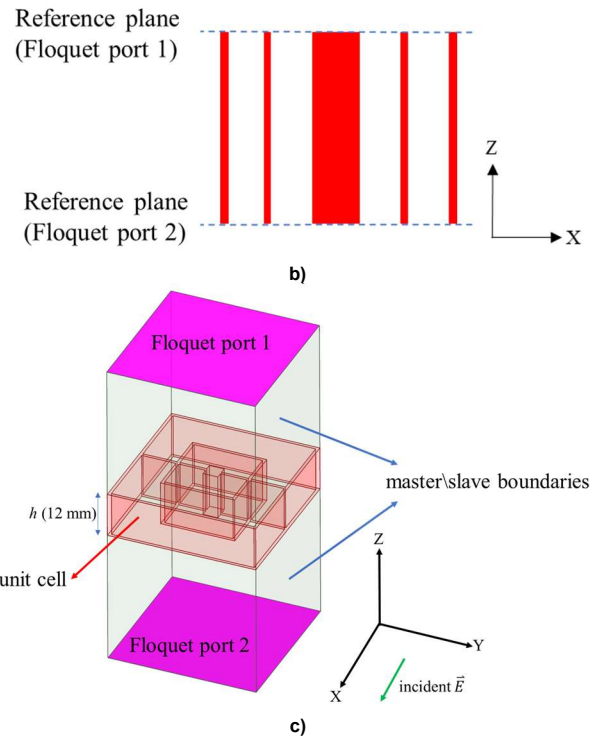 Reference plane
(Floquet port 1)
Z
Reference plane
(Floquet port 2)
X
b)
Floquet port 1
master\slave boundaries
h (12 mm)
Z
unit cell
Floquet port 2
Y
X
incident E⃗
c)